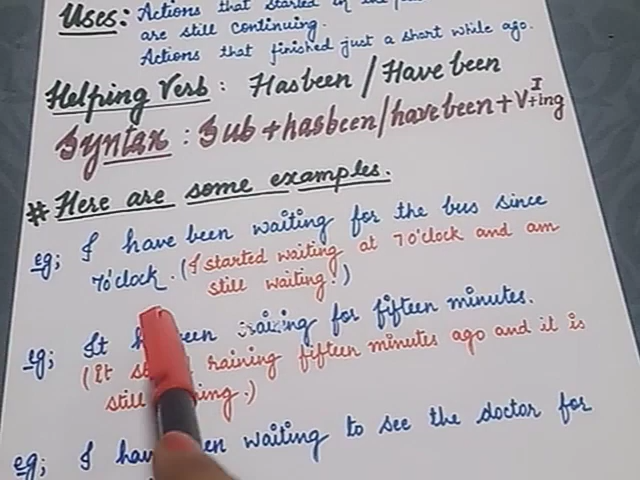 Uses: Actions that started in the
are still continuing.
Actions that finished just a short while ago.
Helping Verb : Has been / Have been
Syntax : Sub + has been / have been + V I + ing
# Here are some examples.
eg; I have been waiting for the bus since
7 o'clock. (I started waiting at 7 o'clock and am
still waiting.)
eg; It been raining for fifteen minutes.
(It raining fifteen minutes ago and it is
still .)
eg; I have waiting to see the doctor for